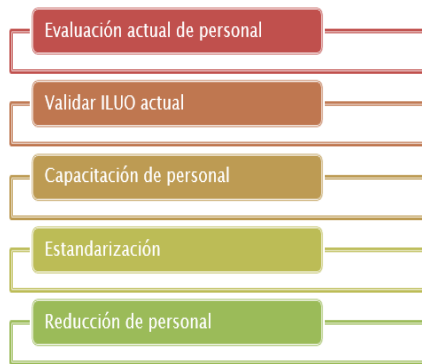 Evaluación actual de personal
Validar ILUO actual
Capacitación de personal
Estandarización
Reducción de personal